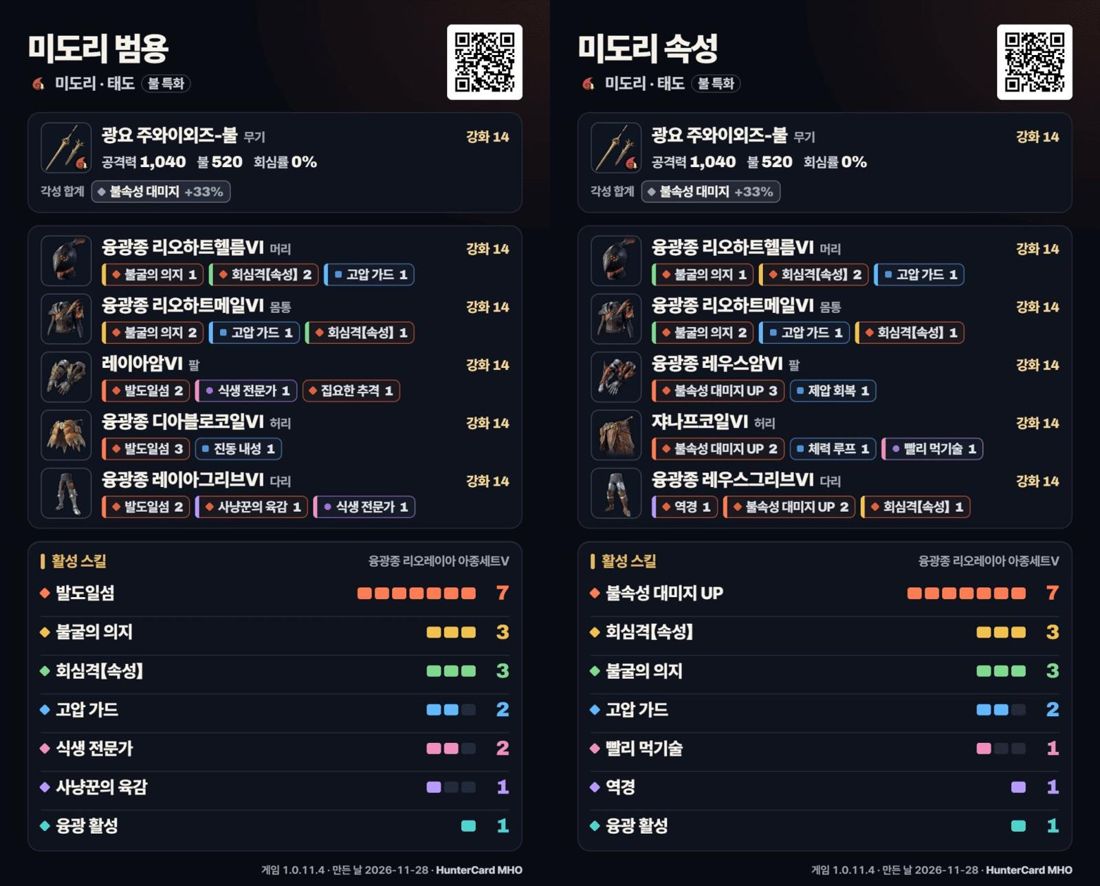 미도리 범용
미도리 · 태도 불 특화
광요 주와이외즈-불 무기 강화 14
공격력 1,040 불 520 회심률 0%
각성 합계 불속성 대미지 +33%
융광종 리오하트헬름VI 머리 강화 14
불굴의 의지 1 회심격【속성】 2 고압 가드 1
융광종 리오하트메일VI 몸통 강화 14
불굴의 의지 2 고압 가드 1 회심격【속성】 1
레이아암VI 팔 강화 14
발도일섬 2 식생 전문가 1 집요한 추격 1
융광종 디아블로코일VI 허리 강화 14
발도일섬 3 진동 내성 1
융광종 레이아그리브VI 다리 강화 14
발도일섬 2 사냥꾼의 육감 1 식생 전문가 1
활성 스킬 융광종 리오레이아 아종세트V
발도일섬 7
불굴의 의지 3
회심격【속성】 3
고압 가드 2
식생 전문가 2
사냥꾼의 육감 1
융광 활성 1
게임 1.0.11.4 · 만든 날 2026-11-28 · HunterCard MHO
미도리 속성
미도리 · 태도 불 특화
광요 주와이외즈-불 무기 강화 14
공격력 1,040 불 520 회심률 0%
각성 합계 불속성 대미지 +33%
융광종 리오하트헬름VI 머리 강화 14
불굴의 의지 1 회심격【속성】 2 고압 가드 1
융광종 리오하트메일VI 몸통 강화 14
불굴의 의지 2 고압 가드 1 회심격【속성】 1
융광종 레우스암VI 팔 강화 14
불속성 대미지 UP 3 제압 회복 1
쟈나프코일VI 허리 강화 14
불속성 대미지 UP 2 체력 루프 1 빨리 먹기술 1
융광종 레우스그리브VI 다리 강화 14
역경 1 불속성 대미지 UP 2 회심격【속성】 1
활성 스킬 융광종 리오레이아 아종세트V
불속성 대미지 UP 7
회심격【속성】 3
불굴의 의지 3
고압 가드 2
빨리 먹기술 1
역경 1
융광 활성 1
게임 1.0.11.4 · 만든 날 2026-11-28 · HunterCard MHO